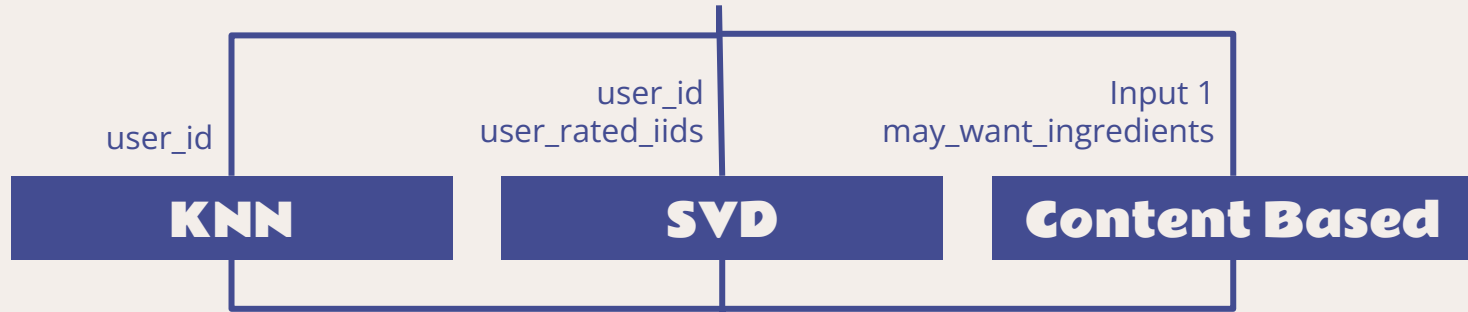 user_id
user_id
user_rated_iids
Input 1
may_want_ingredients
KNN
SVD
Content Based